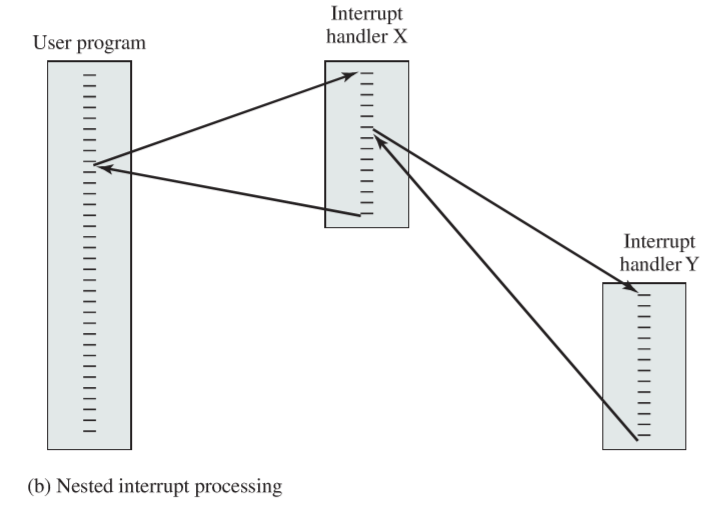 Interrupt
handler X
User program
Interrupt
handler Y
(b) Nested interrupt processing